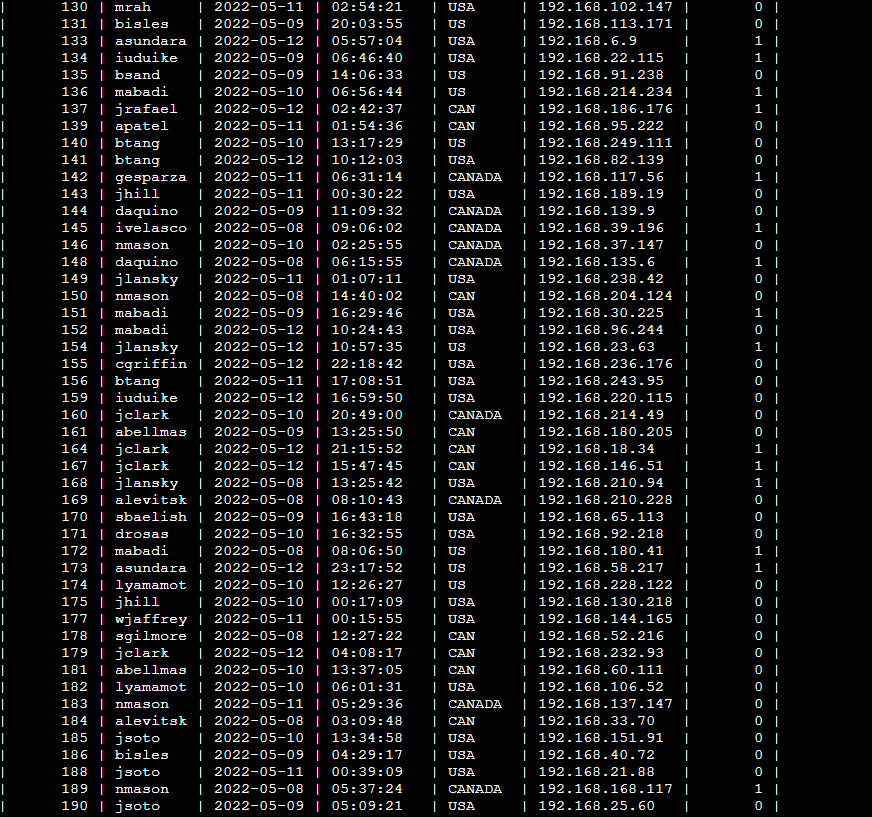 | 130 | mrah | 2022-05-11 | 02:54:21 | USA | 192.168.102.147 | 0 |
| 131 | bisles | 2022-05-09 | 20:03:55 | US | 192.168.113.171 | 0 |
| 133 | asundara | 2022-05-12 | 05:57:04 | USA | 192.168.6.9 | 1 |
| 134 | iuduike | 2022-05-09 | 06:46:40 | USA | 192.168.22.115 | 1 |
| 135 | bsand | 2022-05-09 | 14:06:33 | US | 192.168.91.238 | 0 |
| 136 | mabadi | 2022-05-10 | 06:56:44 | US | 192.168.214.234 | 1 |
| 137 | jrafael | 2022-05-12 | 02:42:37 | CAN | 192.168.186.176 | 1 |
| 139 | apatel | 2022-05-11 | 01:54:36 | CAN | 192.168.95.222 | 0 |
| 140 | btang | 2022-05-10 | 13:17:29 | US | 192.168.249.111 | 0 |
| 141 | btang | 2022-05-12 | 10:12:03 | USA | 192.168.82.139 | 0 |
| 142 | gesparza | 2022-05-11 | 06:31:14 | CANADA | 192.168.117.56 | 1 |
| 143 | jhill | 2022-05-11 | 00:30:22 | USA | 192.168.189.19 | 0 |
| 144 | daquino | 2022-05-09 | 11:09:32 | CANADA | 192.168.139.9 | 0 |
| 145 | ivelasco | 2022-05-08 | 09:06:02 | CANADA | 192.168.39.196 | 1 |
| 146 | nmason | 2022-05-10 | 02:25:55 | CANADA | 192.168.37.147 | 0 |
| 148 | daquino | 2022-05-08 | 06:15:55 | CANADA | 192.168.135.6 | 1 |
| 149 | jlansky | 2022-05-11 | 01:07:11 | USA | 192.168.238.42 | 0 |
| 150 | nmason | 2022-05-08 | 14:40:02 | CAN | 192.168.204.124 | 0 |
| 151 | mabadi | 2022-05-09 | 16:29:46 | USA | 192.168.30.225 | 1 |
| 152 | mabadi | 2022-05-12 | 10:24:43 | USA | 192.168.96.244 | 0 |
| 154 | jlansky | 2022-05-12 | 10:57:35 | US | 192.168.23.63 | 1 |
| 155 | cgriffin | 2022-05-12 | 22:18:42 | USA | 192.168.236.176 | 0 |
| 156 | btang | 2022-05-11 | 17:08:51 | USA | 192.168.243.95 | 0 |
| 159 | iuduike | 2022-05-12 | 16:59:50 | USA | 192.168.220.115 | 0 |
| 160 | jclark | 2022-05-10 | 20:49:00 | CANADA | 192.168.214.49 | 0 |
| 161 | abellmas | 2022-05-09 | 13:25:50 | CAN | 192.168.180.205 | 0 |
| 164 | jclark | 2022-05-12 | 21:15:52 | CAN | 192.168.18.34 | 1 |
| 167 | jclark | 2022-05-12 | 15:47:45 | CAN | 192.168.146.51 | 1 |
| 168 | jlansky | 2022-05-08 | 13:25:42 | USA | 192.168.210.94 | 1 |
| 169 | alevitsk | 2022-05-08 | 08:10:43 | CANADA | 192.168.210.228 | 0 |
| 170 | sbaelish | 2022-05-09 | 16:43:18 | USA | 192.168.65.113 | 0 |
| 171 | drosas | 2022-05-10 | 16:32:55 | USA | 192.168.92.218 | 0 |
| 172 | mabadi | 2022-05-08 | 08:06:50 | US | 192.168.180.41 | 1 |
| 173 | asundara | 2022-05-12 | 23:17:52 | US | 192.168.58.217 | 1 |
| 174 | lyamamot | 2022-05-10 | 12:26:27 | US | 192.168.228.122 | 0 |
| 175 | jhill | 2022-05-10 | 00:17:09 | USA | 192.168.130.218 | 0 |
| 177 | wjaffrey | 2022-05-11 | 00:15:55 | USA | 192.168.144.165 | 0 |
| 178 | sgilmore | 2022-05-08 | 12:27:22 | CAN | 192.168.52.216 | 0 |
| 179 | jclark | 2022-05-12 | 04:08:17 | CAN | 192.168.232.93 | 0 |
| 181 | abellmas | 2022-05-10 | 13:37:05 | CAN | 192.168.60.111 | 0 |
| 182 | lyamamot | 2022-05-10 | 06:01:31 | USA | 192.168.106.52 | 0 |
| 183 | nmason | 2022-05-11 | 05:29:36 | CANADA | 192.168.137.147 | 0 |
| 184 | alevitsk | 2022-05-08 | 03:09:48 | CAN | 192.168.33.70 | 0 |
| 185 | jsoto | 2022-05-10 | 13:34:58 | USA | 192.168.151.91 | 0 |
| 186 | bisles | 2022-05-09 | 04:29:17 | USA | 192.168.40.72 | 0 |
| 188 | jsoto | 2022-05-11 | 00:39:09 | USA | 192.168.21.88 | 0 |
| 189 | nmason | 2022-05-08 | 05:37:24 | CANADA | 192.168.168.117 | 1 |
| 190 | jsoto | 2022-05-09 | 05:09:21 | USA | 192.168.25.60 | 0 |